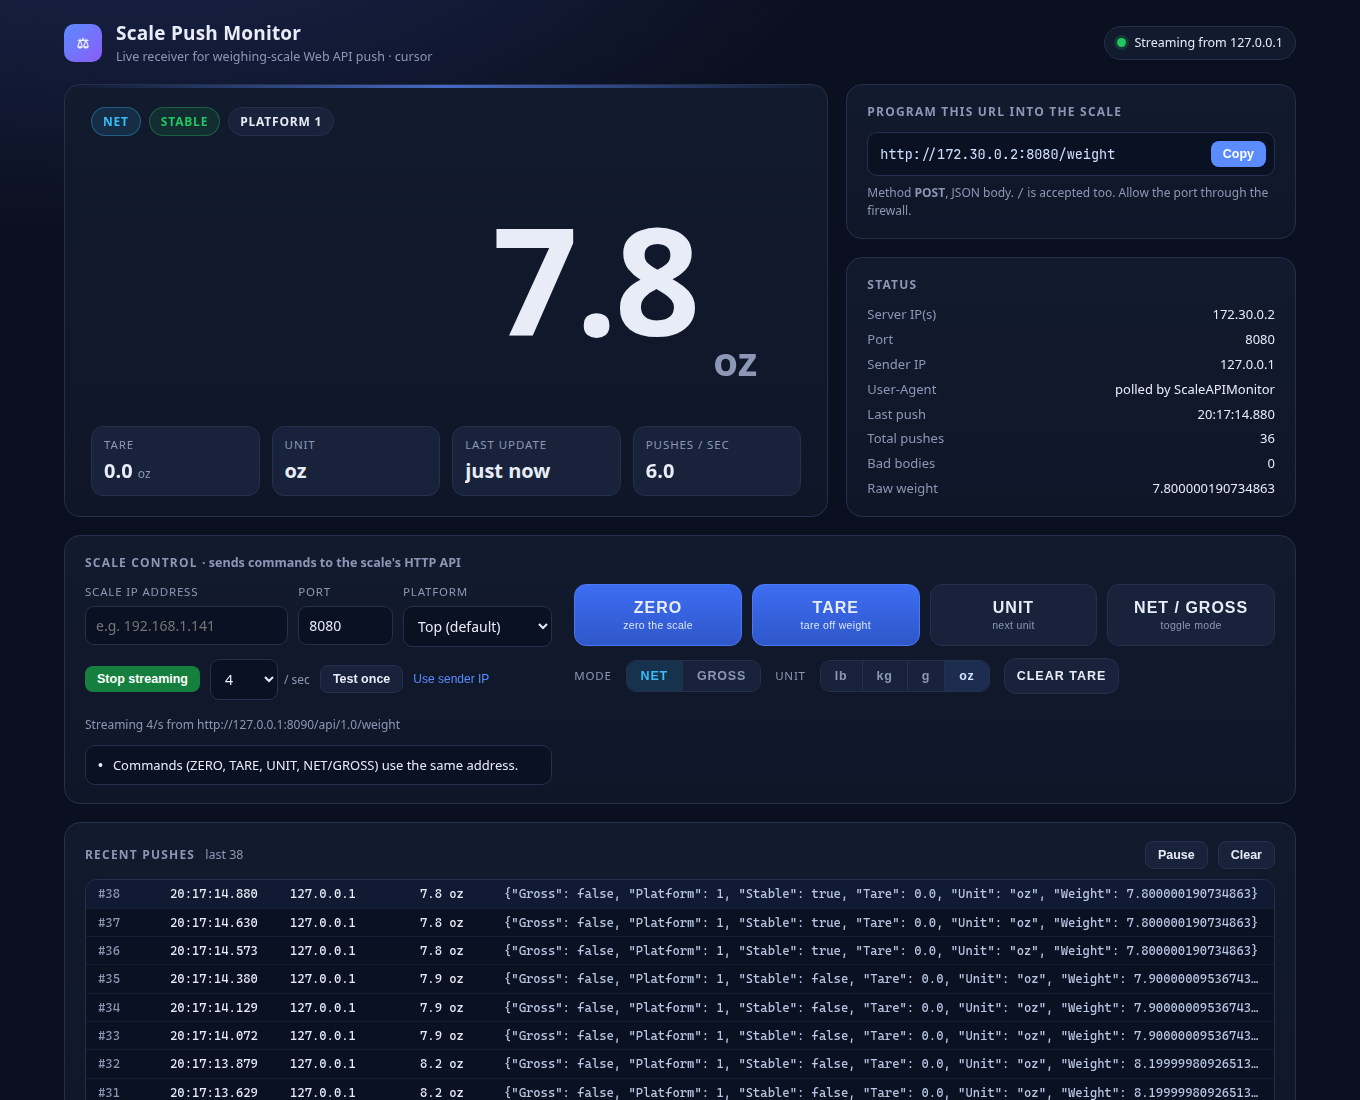 Scale Push Monitor
Live receiver for weighing-scale Web API push · cursor
Streaming from 127.0.0.1
NET
STABLE
PLATFORM 1
7.8
oz
TARE
0.0 oz
UNIT
oz
LAST UPDATE
just now
PUSHES / SEC
6.0
PROGRAM THIS URL INTO THE SCALE
http://172.30.0.2:8080/weight
Copy
Method POST, JSON body. / is accepted too. Allow the port through the
firewall.
STATUS
Server IP(s) 172.30.0.2
Port 8080
Sender IP 127.0.0.1
User-Agent polled by ScaleAPIMonitor
Last push 20:17:14.880
Total pushes 36
Bad bodies 0
Raw weight 7.800000190734863
SCALE CONTROL · sends commands to the scale's HTTP API
SCALE IP ADDRESS
e.g. 192.168.1.141
PORT
8080
PLATFORM
Top (default)
Stop streaming
4
/ sec
Test once
Use sender IP
Streaming 4/s from http://127.0.0.1:8090/api/1.0/weight
• Commands (ZERO, TARE, UNIT, NET/GROSS) use the same address.
ZERO
zero the scale
TARE
tare off weight
UNIT
next unit
NET / GROSS
toggle mode
MODE NET GROSS UNIT lb kg g oz CLEAR TARE
RECENT PUSHES last 38
Pause
Clear
#38 20:17:14.880 127.0.0.1 7.8 oz {"Gross": false, "Platform": 1, "Stable": true, "Tare": 0.0, "Unit": "oz", "Weight": 7.800000190734863}
#37 20:17:14.630 127.0.0.1 7.8 oz {"Gross": false, "Platform": 1, "Stable": true, "Tare": 0.0, "Unit": "oz", "Weight": 7.800000190734863}
#36 20:17:14.573 127.0.0.1 7.8 oz {"Gross": false, "Platform": 1, "Stable": true, "Tare": 0.0, "Unit": "oz", "Weight": 7.800000190734863}
#35 20:17:14.380 127.0.0.1 7.9 oz {"Gross": false, "Platform": 1, "Stable": false, "Tare": 0.0, "Unit": "oz", "Weight": 7.90000009536743…
#34 20:17:14.129 127.0.0.1 7.9 oz {"Gross": false, "Platform": 1, "Stable": false, "Tare": 0.0, "Unit": "oz", "Weight": 7.90000009536743…
#33 20:17:14.072 127.0.0.1 7.9 oz {"Gross": false, "Platform": 1, "Stable": false, "Tare": 0.0, "Unit": "oz", "Weight": 7.90000009536743…
#32 20:17:13.879 127.0.0.1 8.2 oz {"Gross": false, "Platform": 1, "Stable": false, "Tare": 0.0, "Unit": "oz", "Weight": 8.19999980926513…
#31 20:17:13.629 127.0.0.1 8.2 oz {"Gross": false, "Platform": 1, "Stable": false, "Tare": 0.0, "Unit": "oz", "Weight": 8.19999980926513…